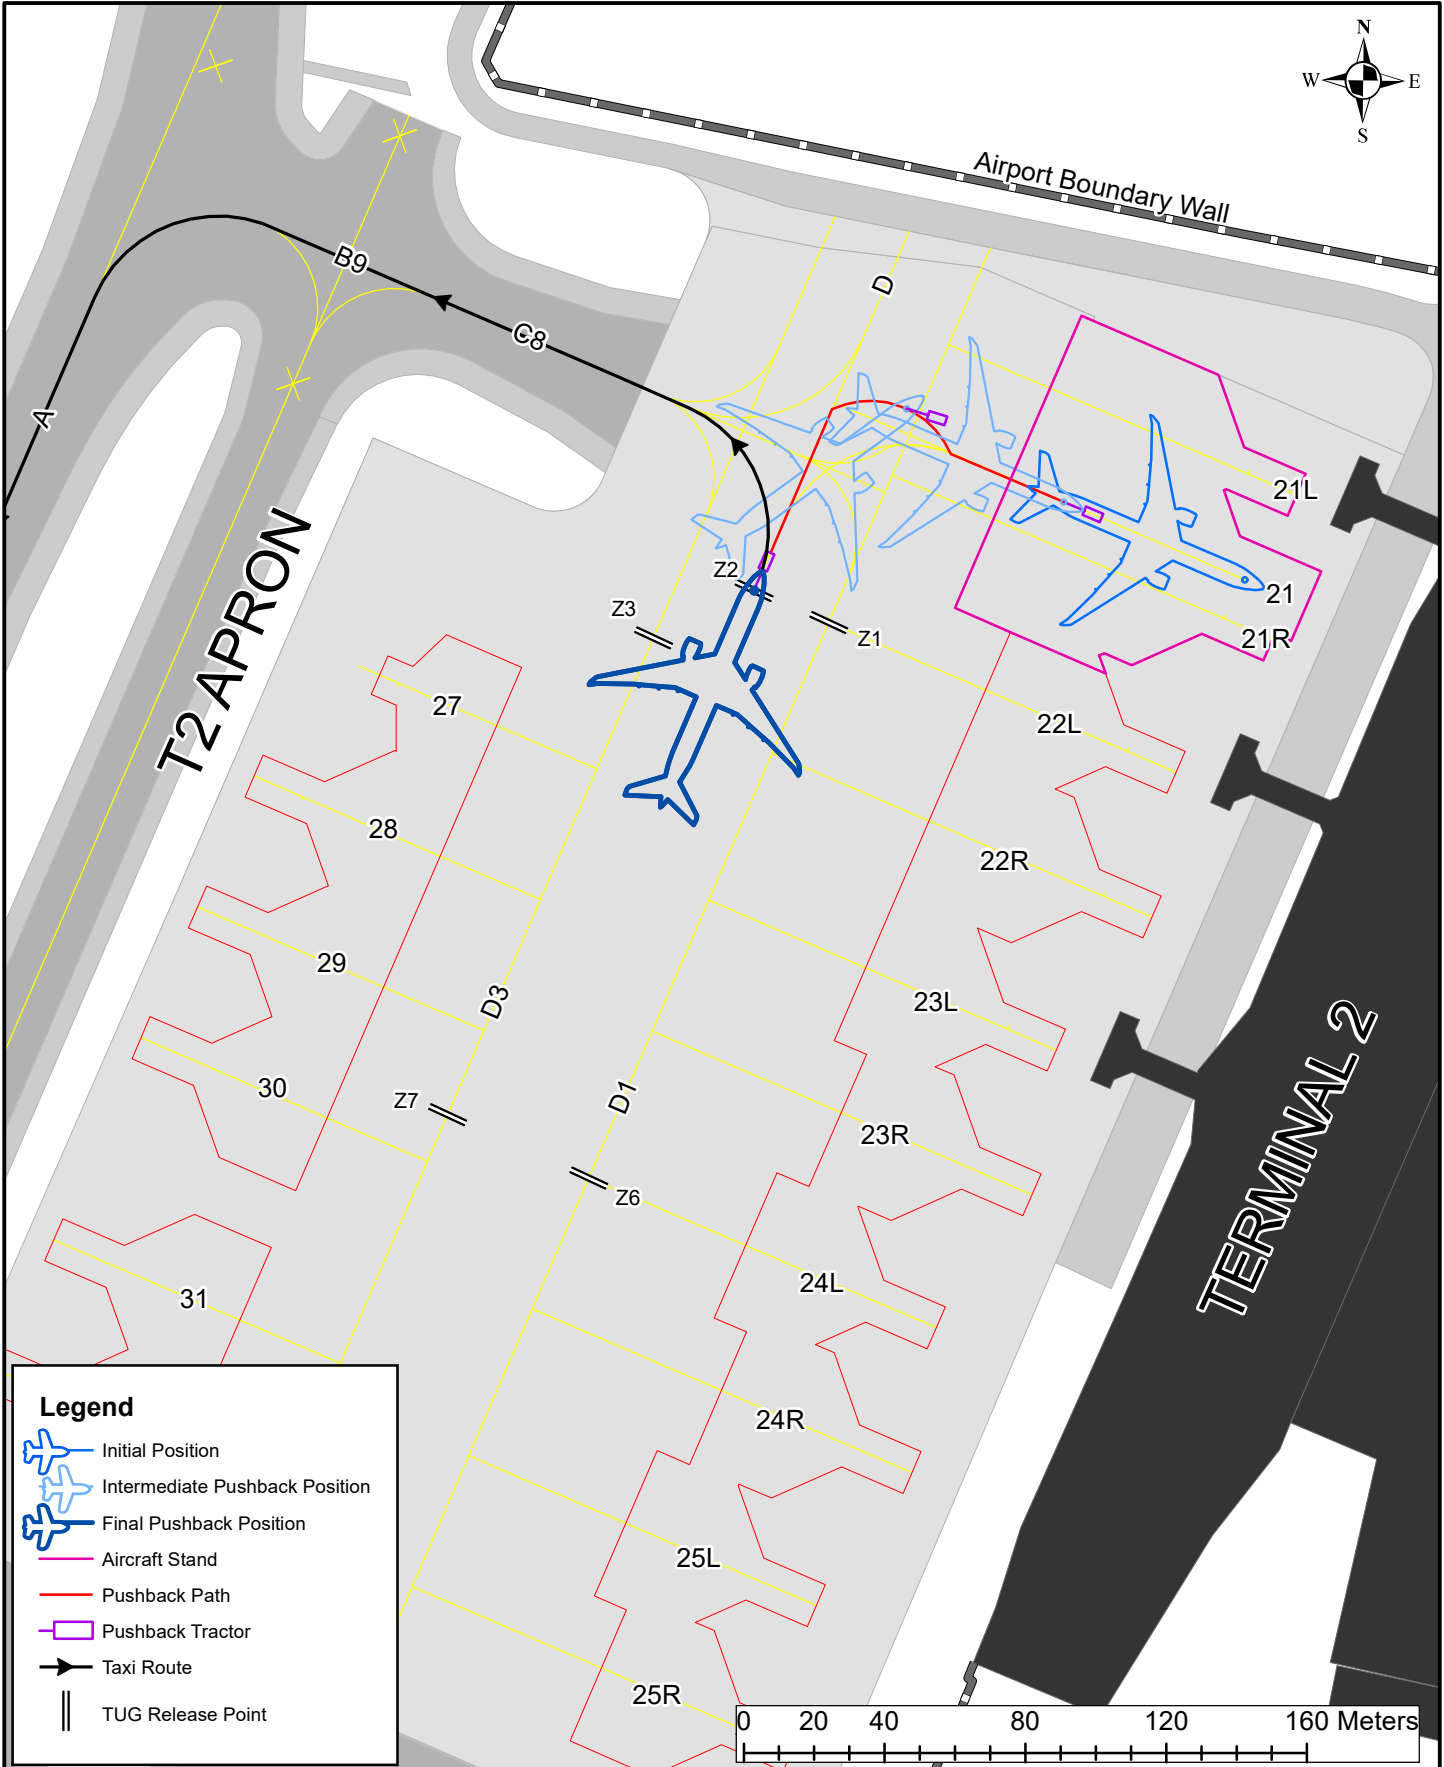 N
W
E
S
Airport Boundary Wall
D
B9
C8
A
21L
21
21R
T2 APRON
Z2
Z3
Z1
27
22L
28
22R
29
D3
23L
30
Z7
D1
23R
Z6
24L
31
TERMINAL 2
24R
25L
25R
Legend
Initial Position
Intermediate Pushback Position
Final Pushback Position
Aircraft Stand
Pushback Path
Pushback Tractor
Taxi Route
TUG Release Point
0 20 40 80 120 160 Meters